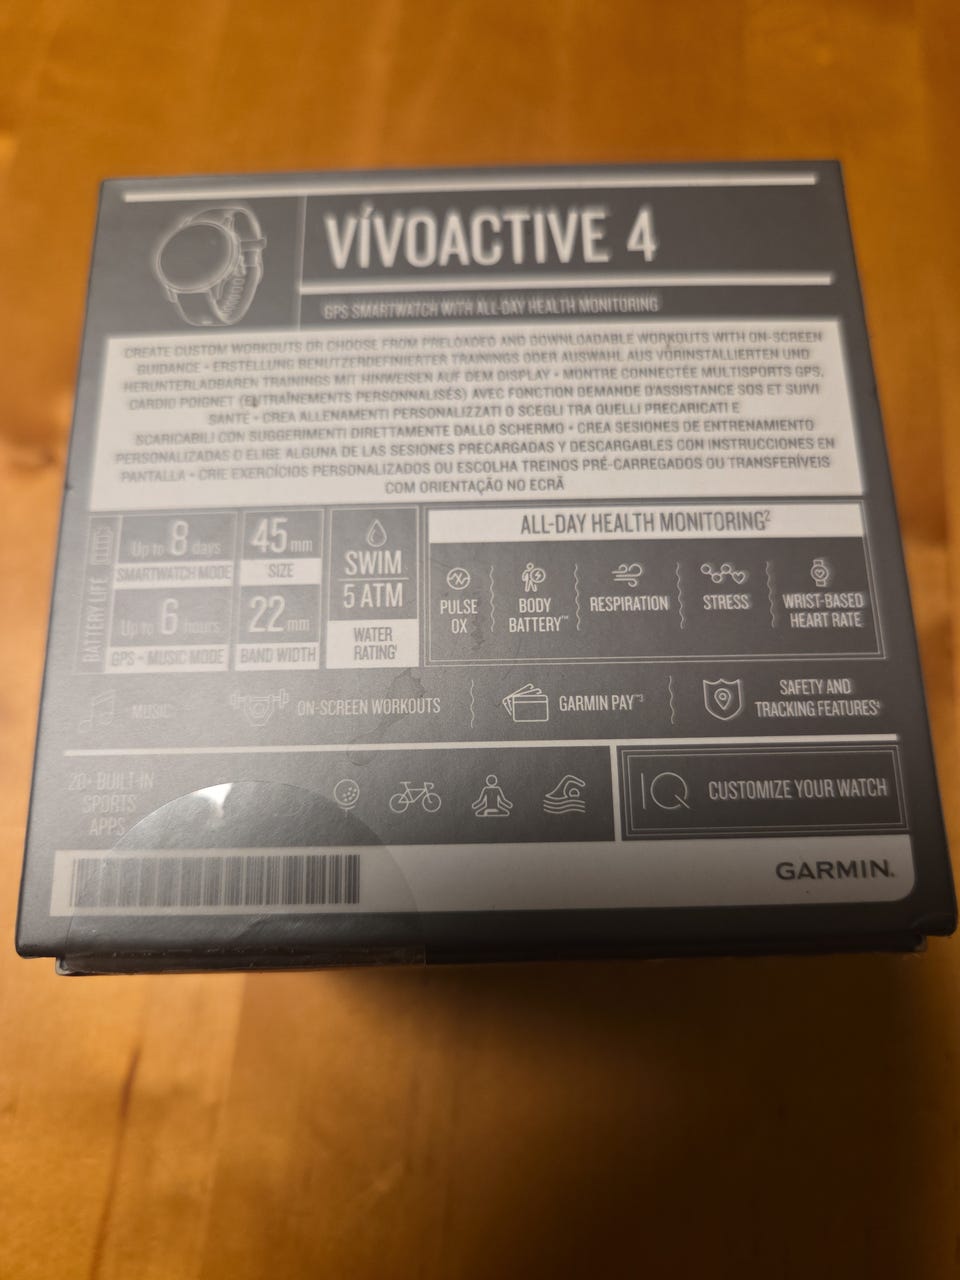 VÍVOACTIVE 4
GPS SMARTWATCH WITH ALL-DAY HEALTH MONITORING
CREATE CUSTOM WORKOUTS OR CHOOSE FROM PRELOADED AND DOWNLOADABLE WORKOUTS WITH ON-SCREEN
GUIDANCE • ERSTELLUNG BENUTZERDEFINIERTER TRAININGS ODER AUSWAHL AUS VORINSTALLIERTEN UND
HERUNTERLADBAREN TRAININGS MIT HINWEISEN AUF DEM DISPLAY • MONTRE CONNECTÉE MULTISPORTS GPS,
CARDIO POIGNET (ENTRAÎNEMENTS PERSONNALISÉS) AVEC FONCTION DEMANDE D'ASSISTANCE SOS ET SUIVI
SANTÉ • CREA ALLENAMENTI PERSONALIZZATI O SCEGLI TRA QUELLI PRECARICATI E
SCARICABILI CON SUGGERIMENTI DIRETTAMENTE DALLO SCHERMO • CREA SESIONES DE ENTRENAMIENTO
PERSONALIZADAS O ELIGE ALGUNA DE LAS SESIONES PRECARGADAS Y DESCARGABLES CON INSTRUCCIONES EN
PANTALLA • CRIE EXERCÍCIOS PERSONALIZADOS OU ESCOLHA TREINOS PRÉ-CARREGADOS OU TRANSFERÍVEIS
COM ORIENTAÇÃO NO ECRÃ
BATTERY LIFE
Up to 8 days
SMARTWATCH MODE
Up to 6 hours
GPS + MUSIC MODE
45 mm
SIZE
22 mm
BAND WIDTH
SWIM
5 ATM
WATER
RATING¹
ALL-DAY HEALTH MONITORING²
PULSE
OX
BODY
BATTERY™
RESPIRATION
STRESS
WRIST-BASED
HEART RATE
MUSIC
ON-SCREEN WORKOUTS
GARMIN PAY™³
SAFETY AND
TRACKING FEATURES⁴
20+ BUILT-IN
SPORTS
APPS
IQ
CUSTOMIZE YOUR WATCH
GARMIN.